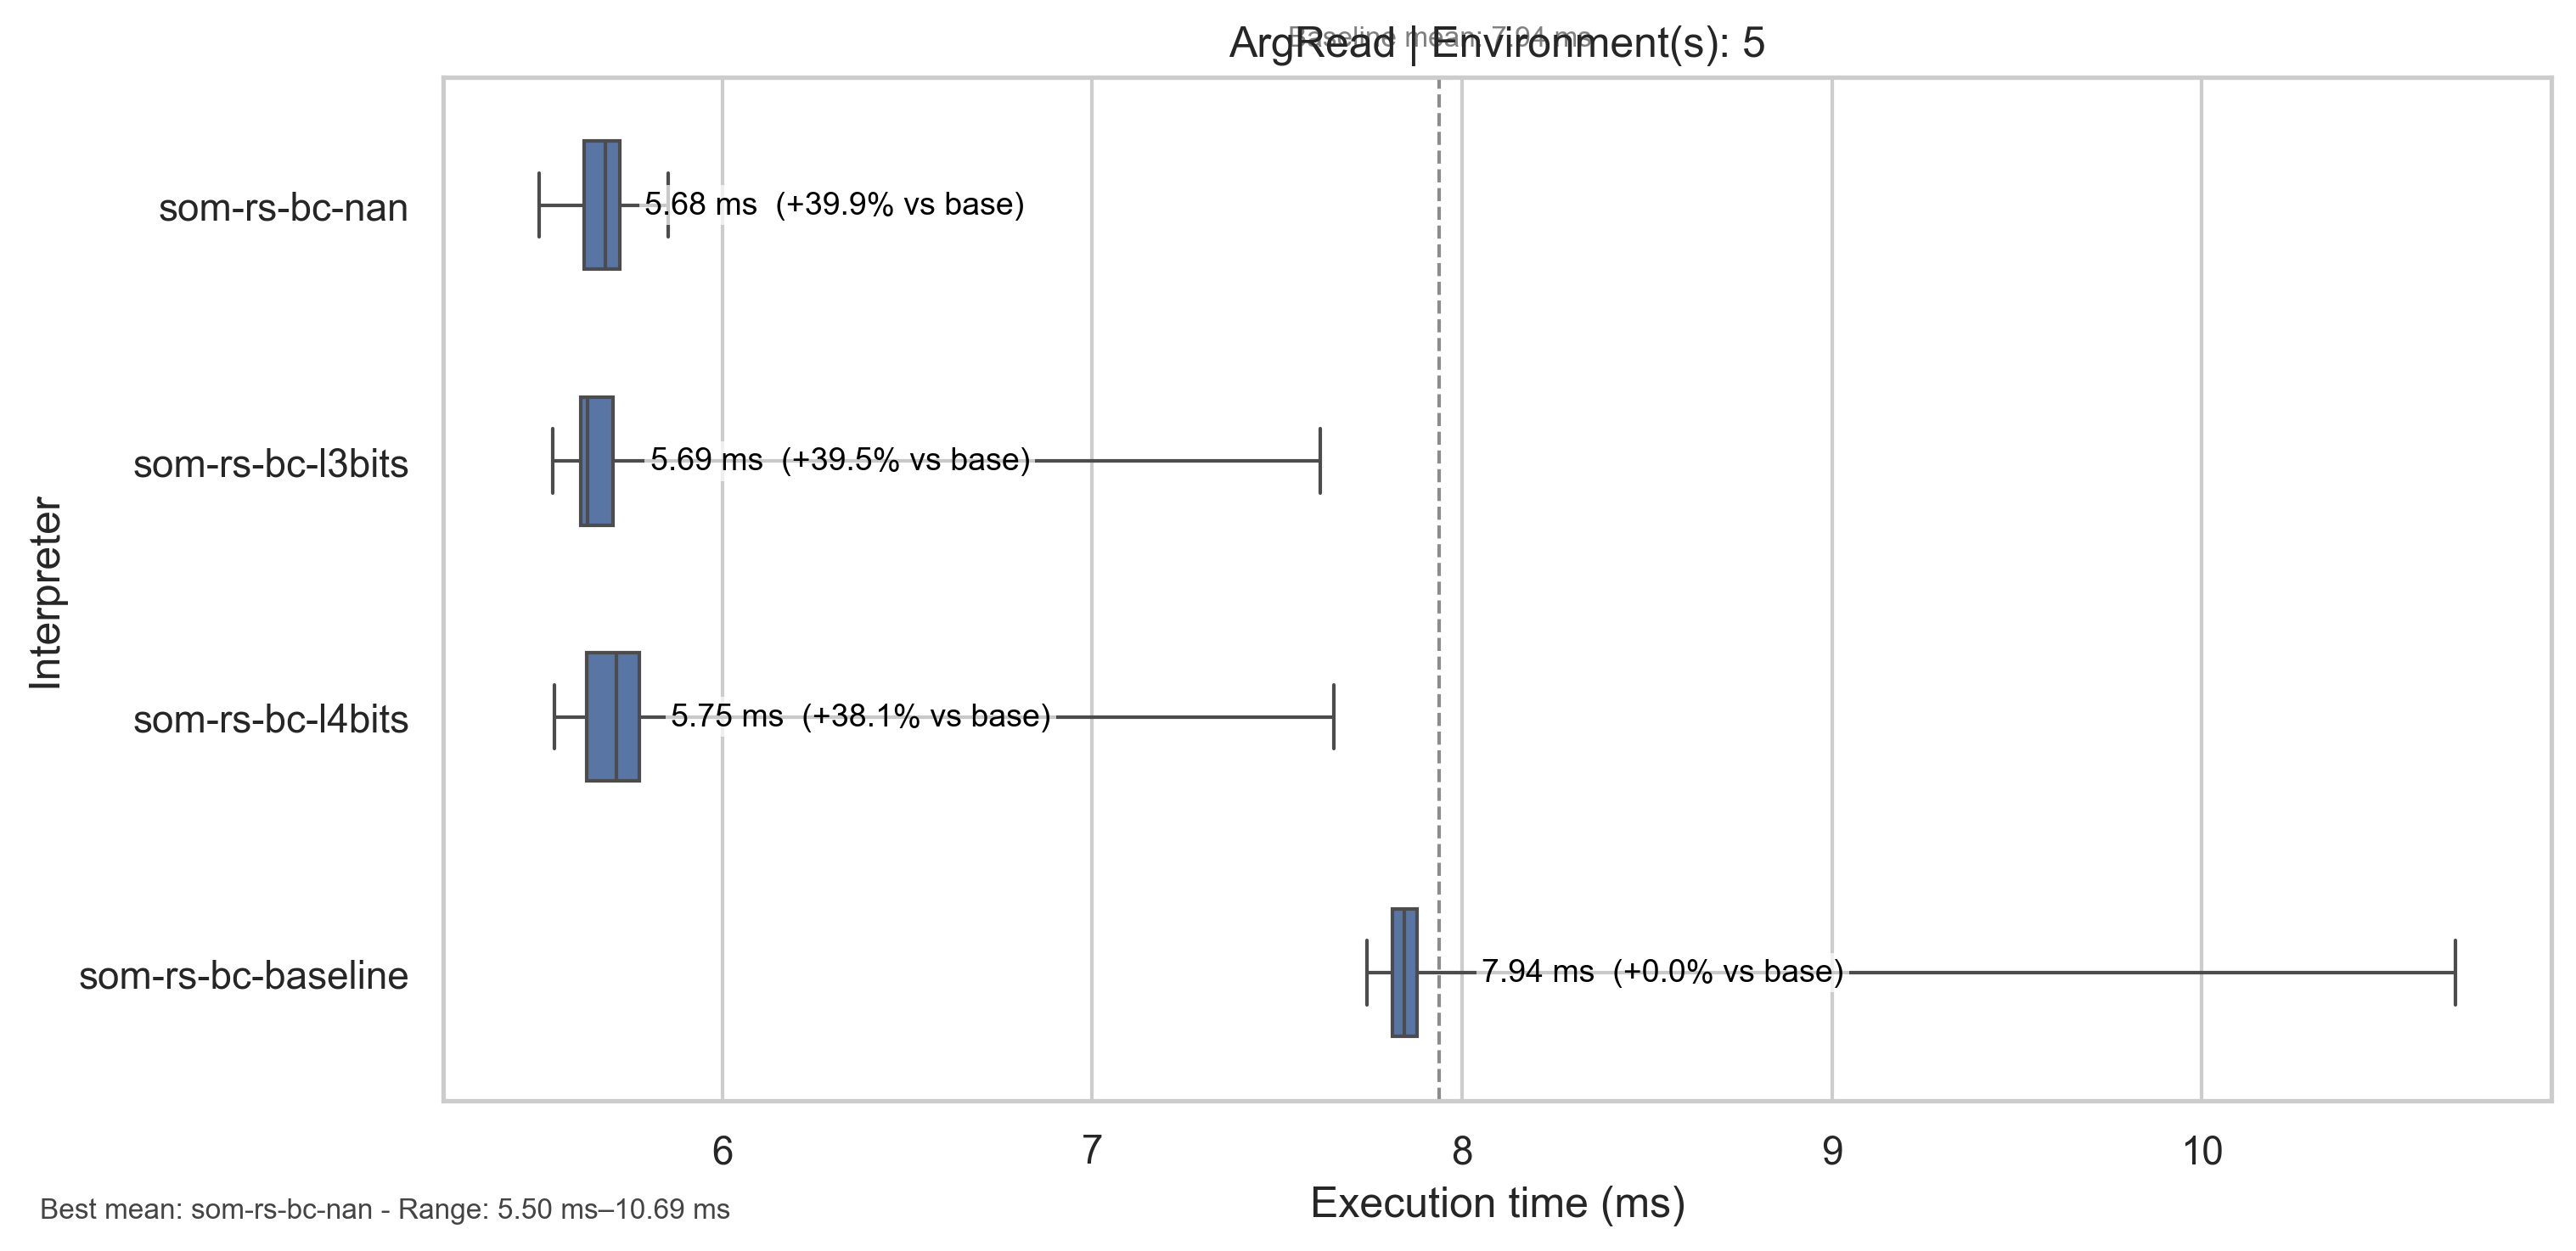 Baseline mean: 7.94 ms
ArgRead | Environment(s): 5
Interpreter
som-rs-bc-nan
5.68 ms (+39.9% vs base)
som-rs-bc-l3bits
5.69 ms (+39.5% vs base)
som-rs-bc-l4bits
5.75 ms (+38.1% vs base)
som-rs-bc-baseline
7.94 ms (+0.0% vs base)
6 7 8 9 10
Execution time (ms)
Best mean: som-rs-bc-nan - Range: 5.50 ms–10.69 ms